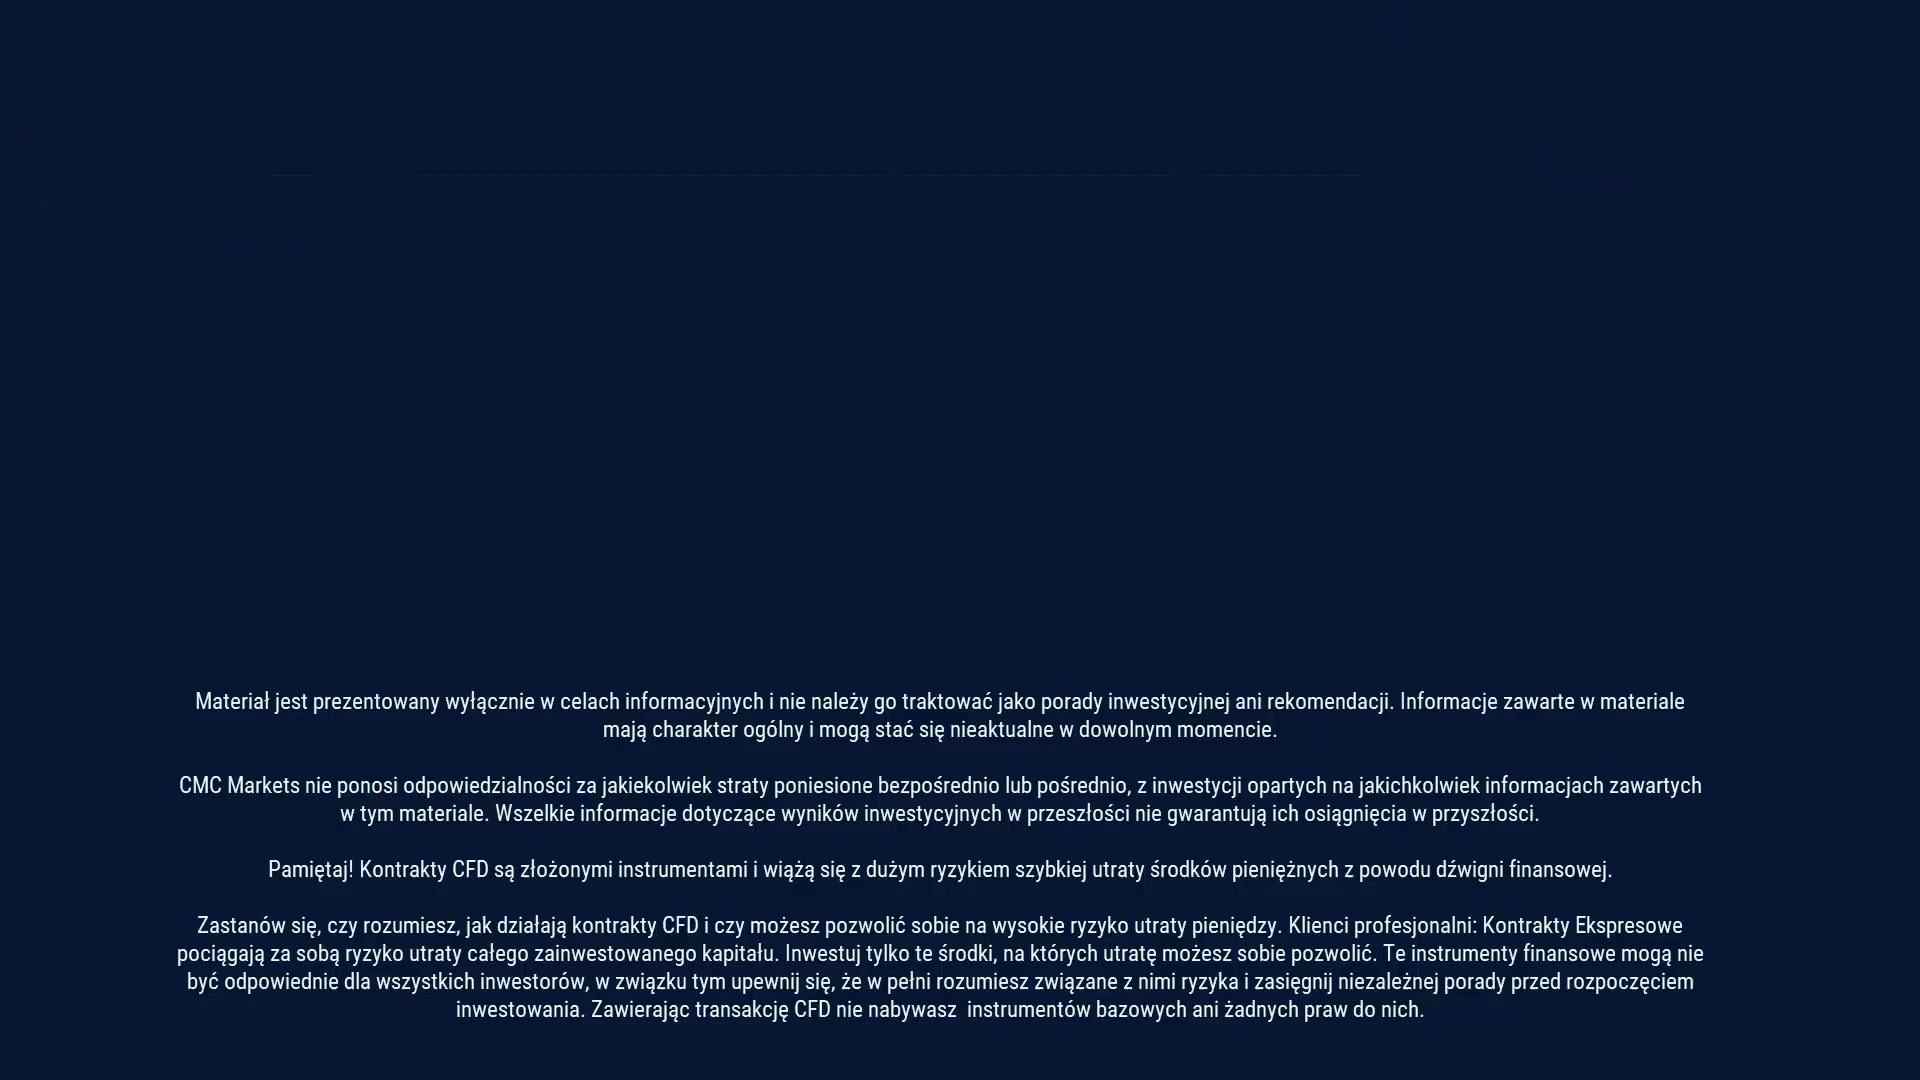 Materiał jest prezentowany wyłącznie w celach informacyjnych i nie należy go traktować jako porady inwestycyjnej ani rekomendacji. Informacje zawarte w materiale
mają charakter ogólny i mogą stać się nieaktualne w dowolnym momencie.
CMC Markets nie ponosi odpowiedzialności za jakiekolwiek straty poniesione bezpośrednio lub pośrednio, z inwestycji opartych na jakichkolwiek informacjach zawartych
w tym materiale. Wszelkie informacje dotyczące wyników inwestycyjnych w przeszłości nie gwarantują ich osiągnięcia w przyszłości.
Pamiętaj! Kontrakty CFD są złożonymi instrumentami i wiążą się z dużym ryzykiem szybkiej utraty środków pieniężnych z powodu dźwigni finansowej.
Zastanów się, czy rozumiesz, jak działają kontrakty CFD i czy możesz pozwolić sobie na wysokie ryzyko utraty pieniędzy. Klienci profesjonalni: Kontrakty Ekspresowe
pociągają za sobą ryzyko utraty całego zainwestowanego kapitału. Inwestuj tylko te środki, na których utratę możesz sobie pozwolić. Te instrumenty finansowe mogą nie
być odpowiednie dla wszystkich inwestorów, w związku tym upewnij się, że w pełni rozumiesz związane z nimi ryzyka i zasięgnij niezależnej porady przed rozpoczęciem
inwestowania. Zawierając transakcję CFD nie nabywasz  instrumentów bazowych ani żadnych praw do nich.